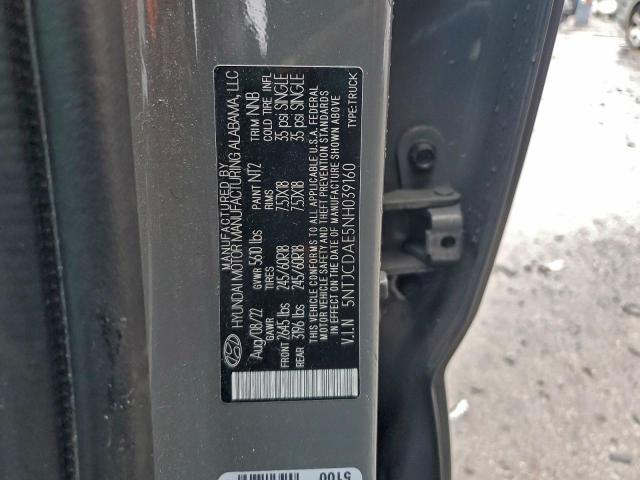 MANUFACTURED BY
HYUNDAI MOTOR MANUFACTURING ALABAMA, LLC
Aug/08/22 GVWR 5610 lbs PAINT NT2 TRIM NNB
GAWR TIRES RIMS COLD TIRE INFL
FRONT 2645 lbs 245/60R18 7.5JX18 35 psi SINGLE
REAR 3196 lbs 245/60R18 7.5JX18 35 psi SINGLE
THIS VEHICLE CONFORMS TO ALL APPLICABLE U.S.A. FEDERAL
MOTOR VEHICLE SAFETY, BUMPER AND THEFT PREVENTION STANDARDS
IN EFFECT ON THE DATE OF MANUFACTURE SHOWN ABOVE
V.I.N 5NTJCDAE5NH039160 TYPE:TRUCK
5100